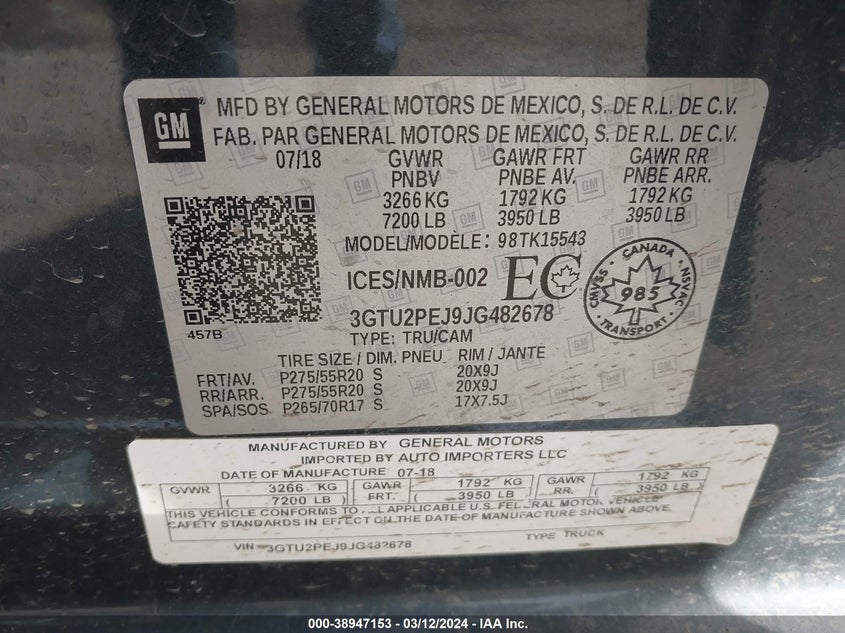 GM
MFD BY GENERAL MOTORS DE MEXICO, S. DE R.L. DE C.V.
FAB. PAR GENERAL MOTORS DE MEXICO, S. DE R.L. DE C.V.
07/18 GVWR GAWR FRT GAWR RR
PNBV PNBE AV. PNBE ARR.
3266 KG 1792 KG 1792 KG
7200 LB 3950 LB 3950 LB
MODEL/MODÈLE: 98TK15543
ICES/NMB-002 EC
CANADA
CMVSS 985 NSVAC
TRANSPORT
3GTU2PEJ9JG482678
457B
TYPE: TRU/CAM
TIRE SIZE / DIM. PNEU RIM / JANTE
FRT/AV. P275/55R20 S 20X9J
RR/ARR. P275/55R20 S 20X9J
SPA/SOS P265/70R17 S 17X7.5J
MANUFACTURED BY GENERAL MOTORS
IMPORTED BY AUTO IMPORTERS LLC
DATE OF MANUFACTURE 07-18
GVWR 3266 KG GAWR 1792 KG GAWR 1792 KG
( 7200 LB ) FRT. ( 3950 LB ) RR. ( 3950 LB )
THIS VEHICLE CONFORMS TO ALL APPLICABLE U.S. FEDERAL MOTOR VEHICLE
SAFETY STANDARDS IN EFFECT ON THE DATE OF MANUFACTURE SHOWN ABOVE.
VIN 3GTU2PEJ9JG482678 TYPE TRUCK
000-38947153 - 03/12/2024 - IAA Inc.